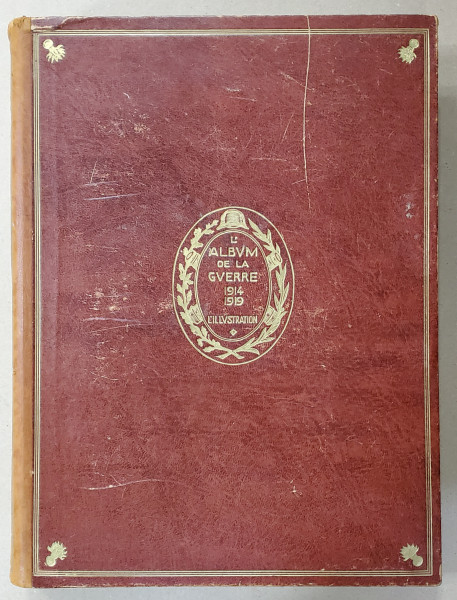 L'
ALBVM
DE LA
GVERRE
1914
1919
L'ILLVSTRATION